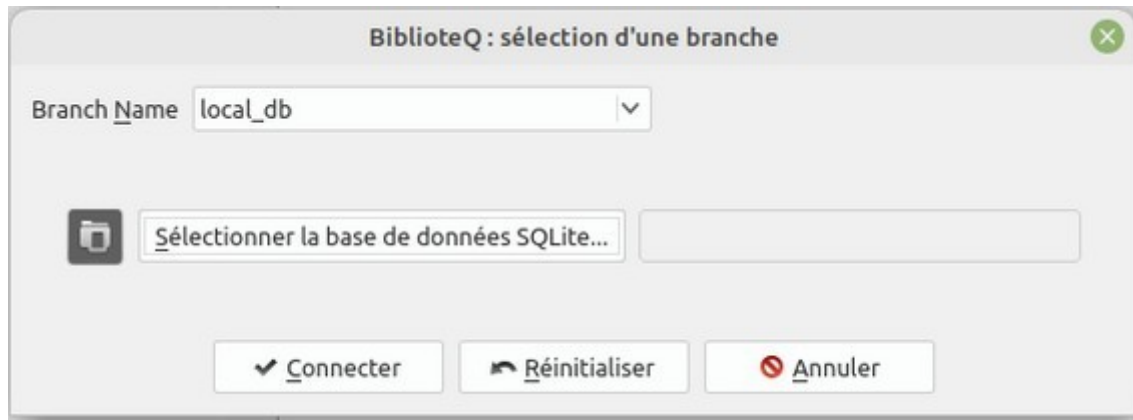 BiblioteQ : sélection d'une branche
Branch Name local_db
Sélectionner la base de données SQLite...
Connecter Réinitialiser Annuler